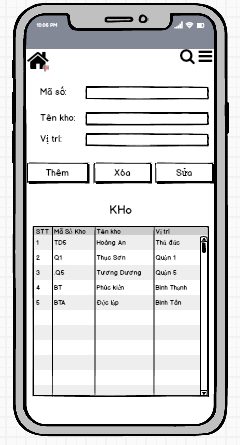 10:06 PM
Mã số:
Tên kho:
Vị trí:
Thêm Xóa Sửa
KHo
STT Mã Số Kho Tên kho Vị trí
1 TD5 Hoàng An Thủ đức
2 Q1 Thục Sơn Quận 1
3 .Q5 Tương Dương Quận 5
4 BT Phúc kiến Bình Thạnh
5 BTA Độc lập Bình Tân